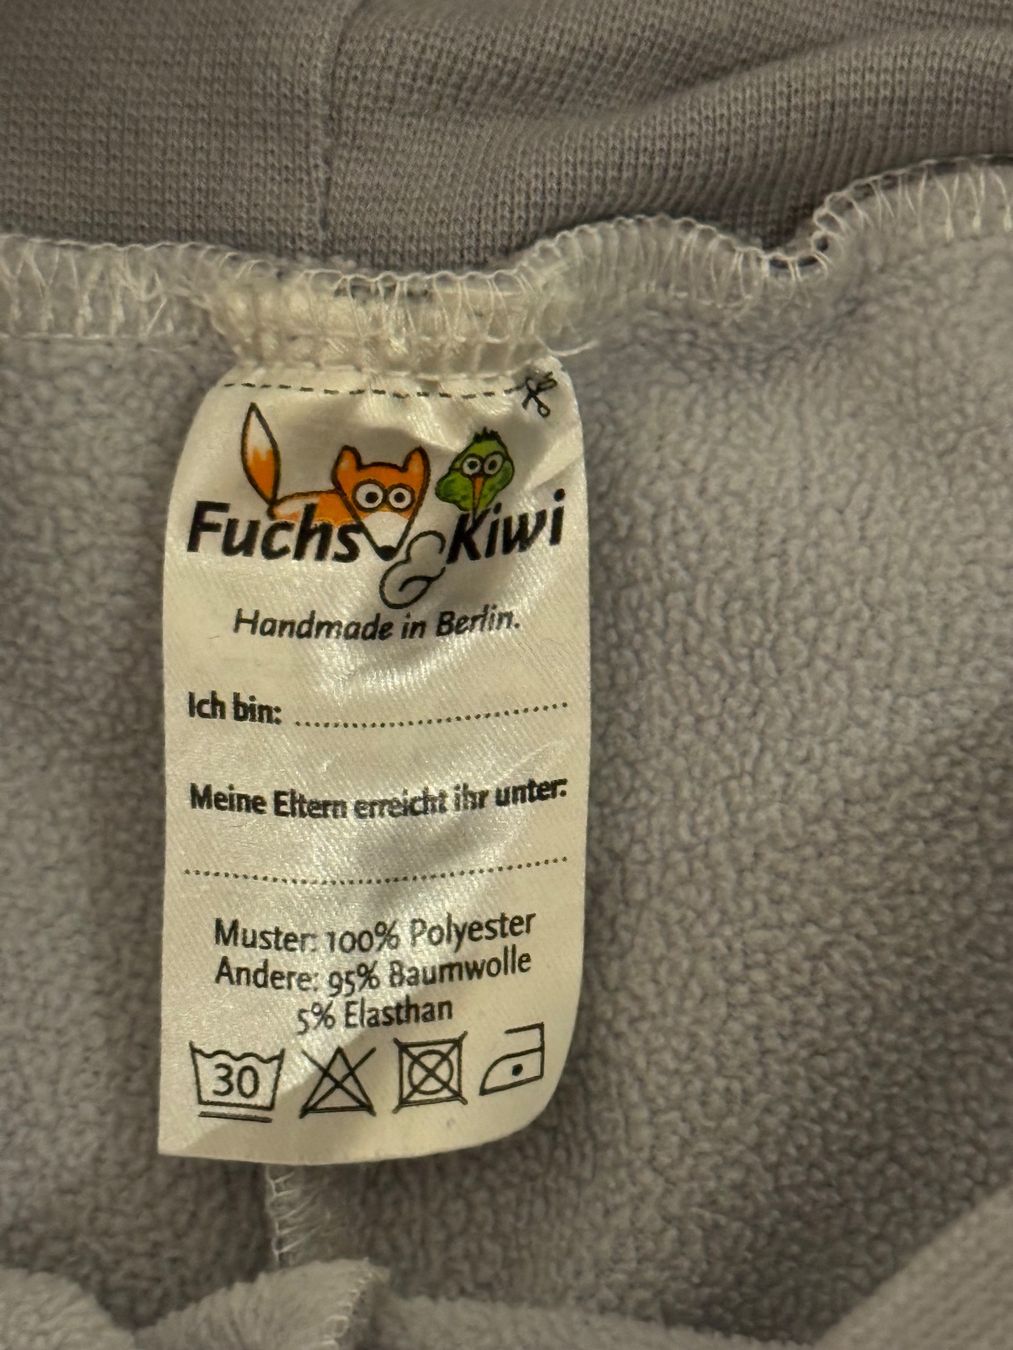 Fuchs & Kiwi
Handmade in Berlin.
Ich bin:
Meine Eltern erreicht ihr unter:
Muster: 100% Polyester
Andere: 95% Baumwolle
5% Elasthan
30